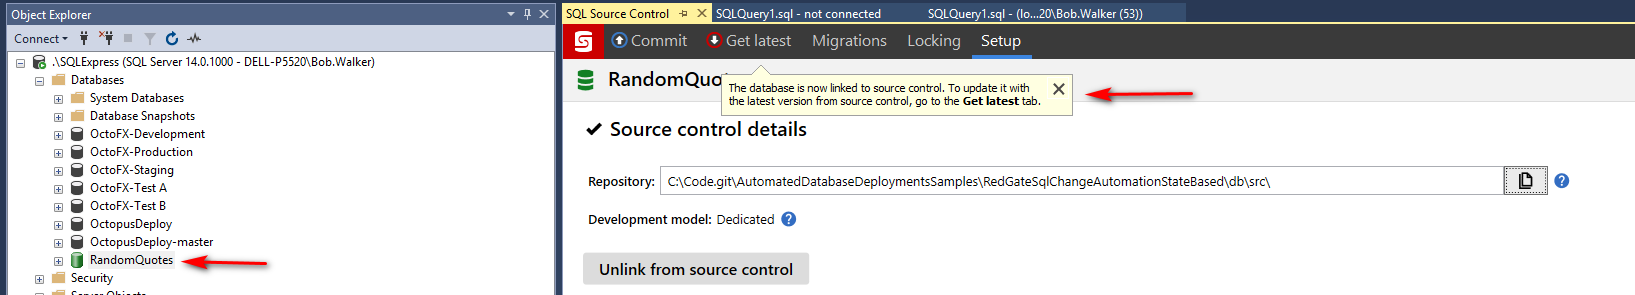 Object Explorer
Connect
.\SQLExpress (SQL Server 14.0.1000 - DELL-P5520\Bob.Walker)
Databases
System Databases
Database Snapshots
OctoFX-Development
OctoFX-Production
OctoFX-Staging
OctoFX-Test A
OctoFX-Test B
OctopusDeploy
OctopusDeploy-master
RandomQuotes
Security
Server Objects
SQL Source Control
SQLQuery1.sql - not connected
SQLQuery1.sql - (lo...20\Bob.Walker (53))
Commit
Get latest
Migrations
Locking
Setup
RandomQuo
The database is now linked to source control. To update it with
the latest version from source control, go to the Get latest tab.
Source control details
Repository:
C:\Code.git\AutomatedDatabaseDeploymentsSamples\RedGateSqlChangeAutomationStateBased\db\src\
Development model: Dedicated
Unlink from source control